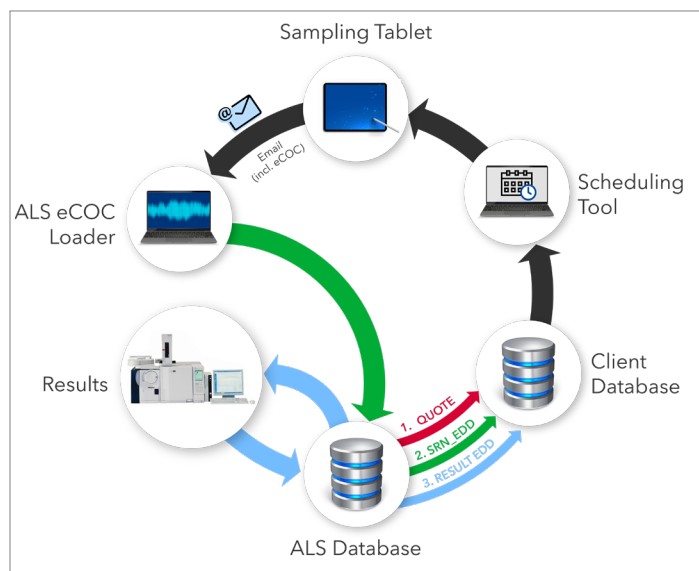 Sampling Tablet
@
Email
(incl. eCOC)
ALS eCOC
Loader
Scheduling
Tool
Results
Client
Database
1. QUOTE
2. SRN_EDD
3. RESULT EDD
ALS Database